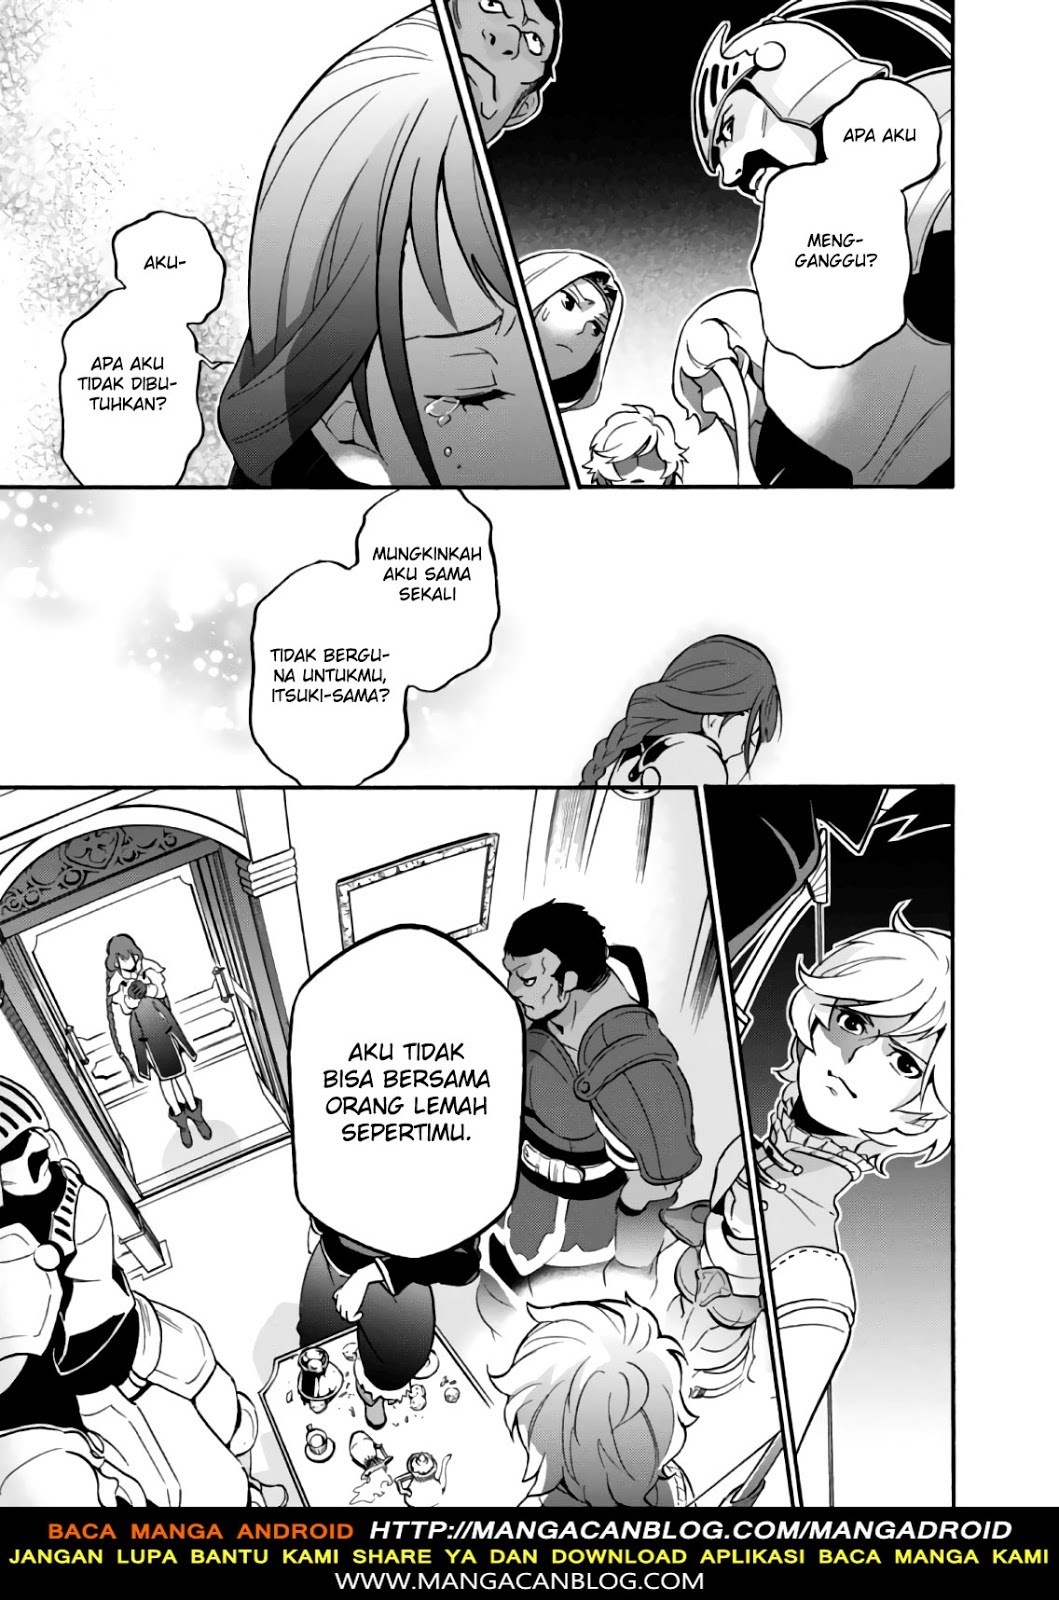 APA AKU
MENG-
GANGGU?
AKU-
APA AKU
TIDAK DIBU-
TUHKAN?
MUNGKINKAH
AKU SAMA
SEKALI
TIDAK BERGU-
NA UNTUKMU,
ITSUKI-SAMA?
AKU TIDAK
BISA BERSAMA
ORANG LEMAH
SEPERTIMU.
BACA MANGA ANDROID HTTP://MANGACANBLOG.COM/MANGADROID
JANGAN LUPA BANTU KAMI SHARE YA DAN DOWNLOAD APLIKASI BACA MANGA KAMI
WWW.MANGACANBLOG.COM